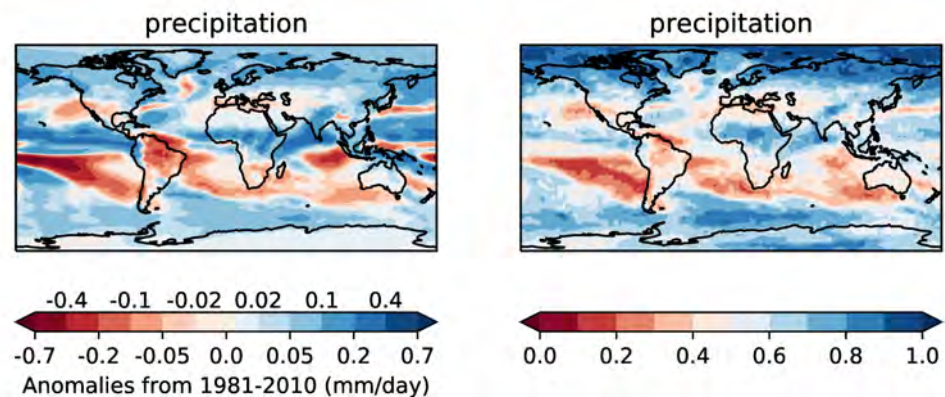 precipitation
precipitation
-0.4 -0.1 -0.02 0.02 0.1 0.4
-0.7 -0.2 -0.05 0.0 0.05 0.2 0.7
Anomalies from 1981-2010 (mm/day)
0.0 0.2 0.4 0.6 0.8 1.0